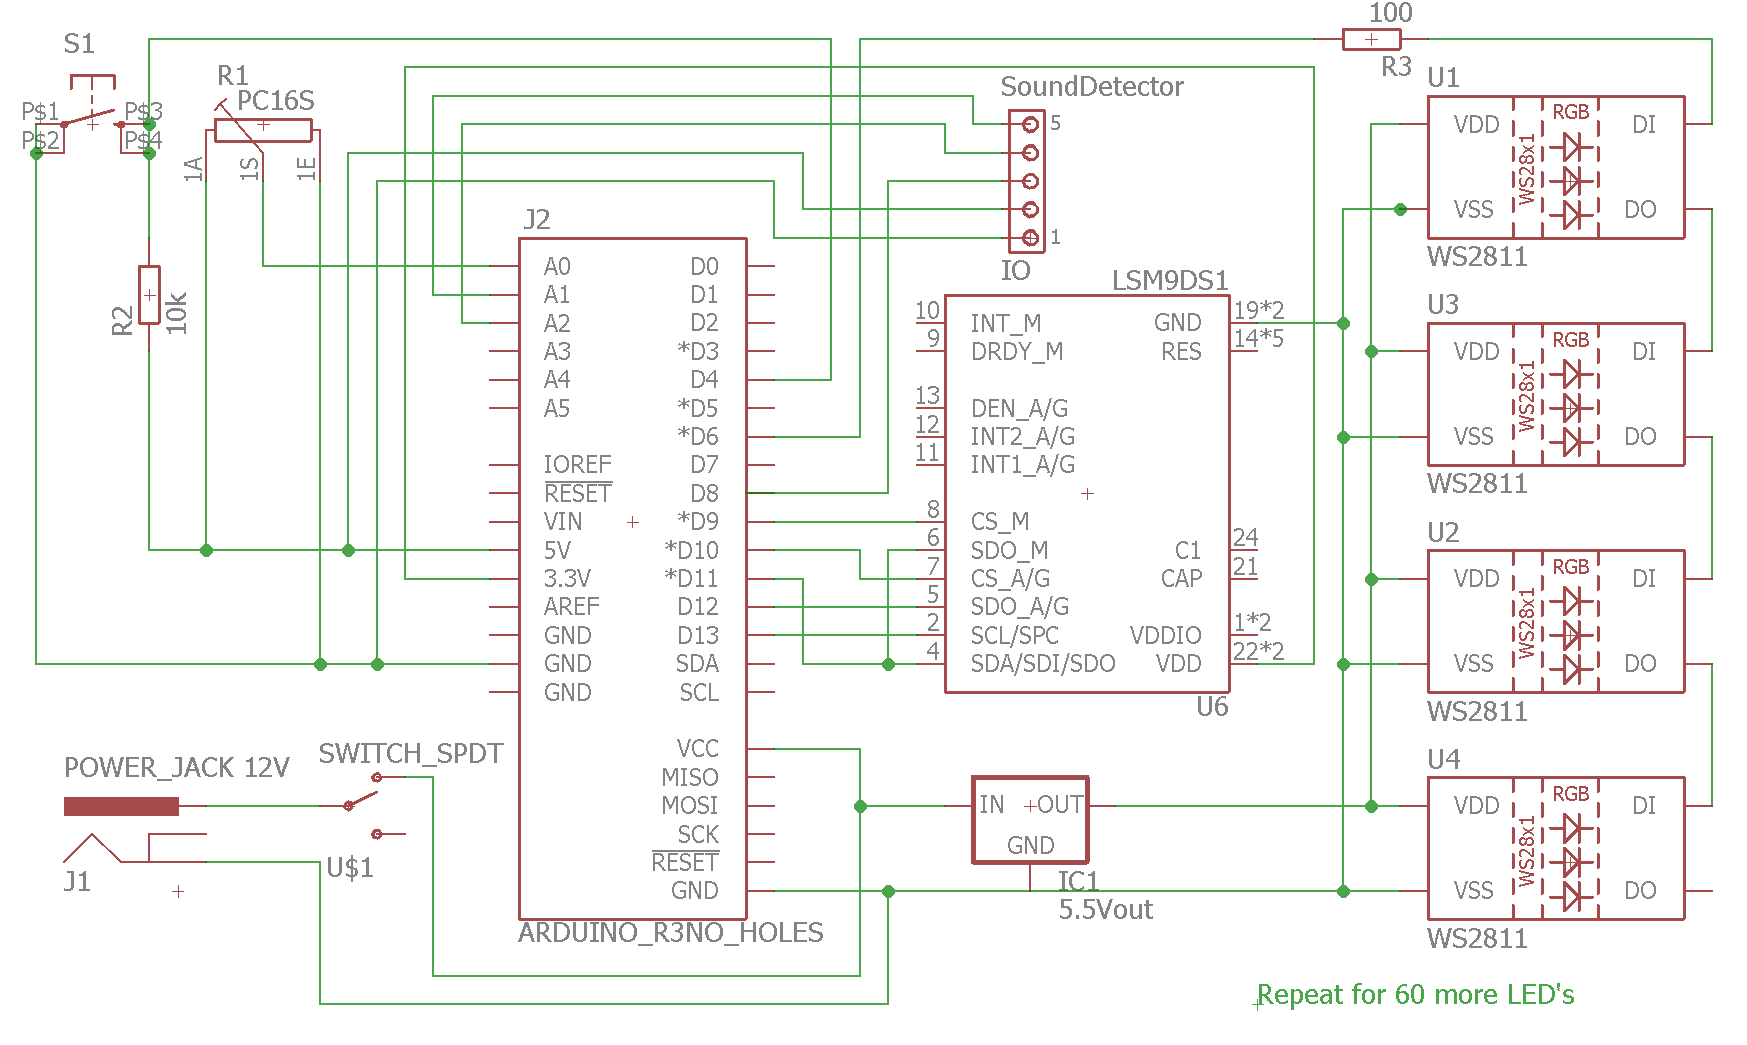 S1
P$1
P$3
P$2
P$4
R1
PC16S
1A
1S
1E
R2
10k
100
R3
SoundDetector
5
1
IO
J2
A0
A1
A2
A3
A4
A5
IOREF
RESET
VIN
5V
3.3V
AREF
GND
GND
GND
D0
D1
D2
*D3
D4
*D5
*D6
D7
D8
*D9
*D10
*D11
D12
D13
SDA
SCL
VCC
MISO
MOSI
SCK
RESET
GND
ARDUINO_R3NO_HOLES
LSM9DS1
10
INT_M
9
DRDY_M
13
DEN_A/G
12
INT2_A/G
11
INT1_A/G
8
CS_M
6
SDO_M
7
CS_A/G
5
SDO_A/G
2
SCL/SPC
4
SDA/SDI/SDO
GND
19*2
RES
14*5
C1
24
CAP
21
VDDIO
1*2
VDD
22*2
U6
U1
VDD
VSS
WS28x1
RGB
DI
DO
WS2811
U3
VDD
VSS
WS28x1
RGB
DI
DO
WS2811
U2
VDD
VSS
WS28x1
RGB
DI
DO
WS2811
U4
VDD
VSS
WS28x1
RGB
DI
DO
WS2811
POWER_JACK 12V
J1
SWITCH_SPDT
U$1
IN
OUT
GND
IC1
5.5Vout
Repeat for 60 more LED's